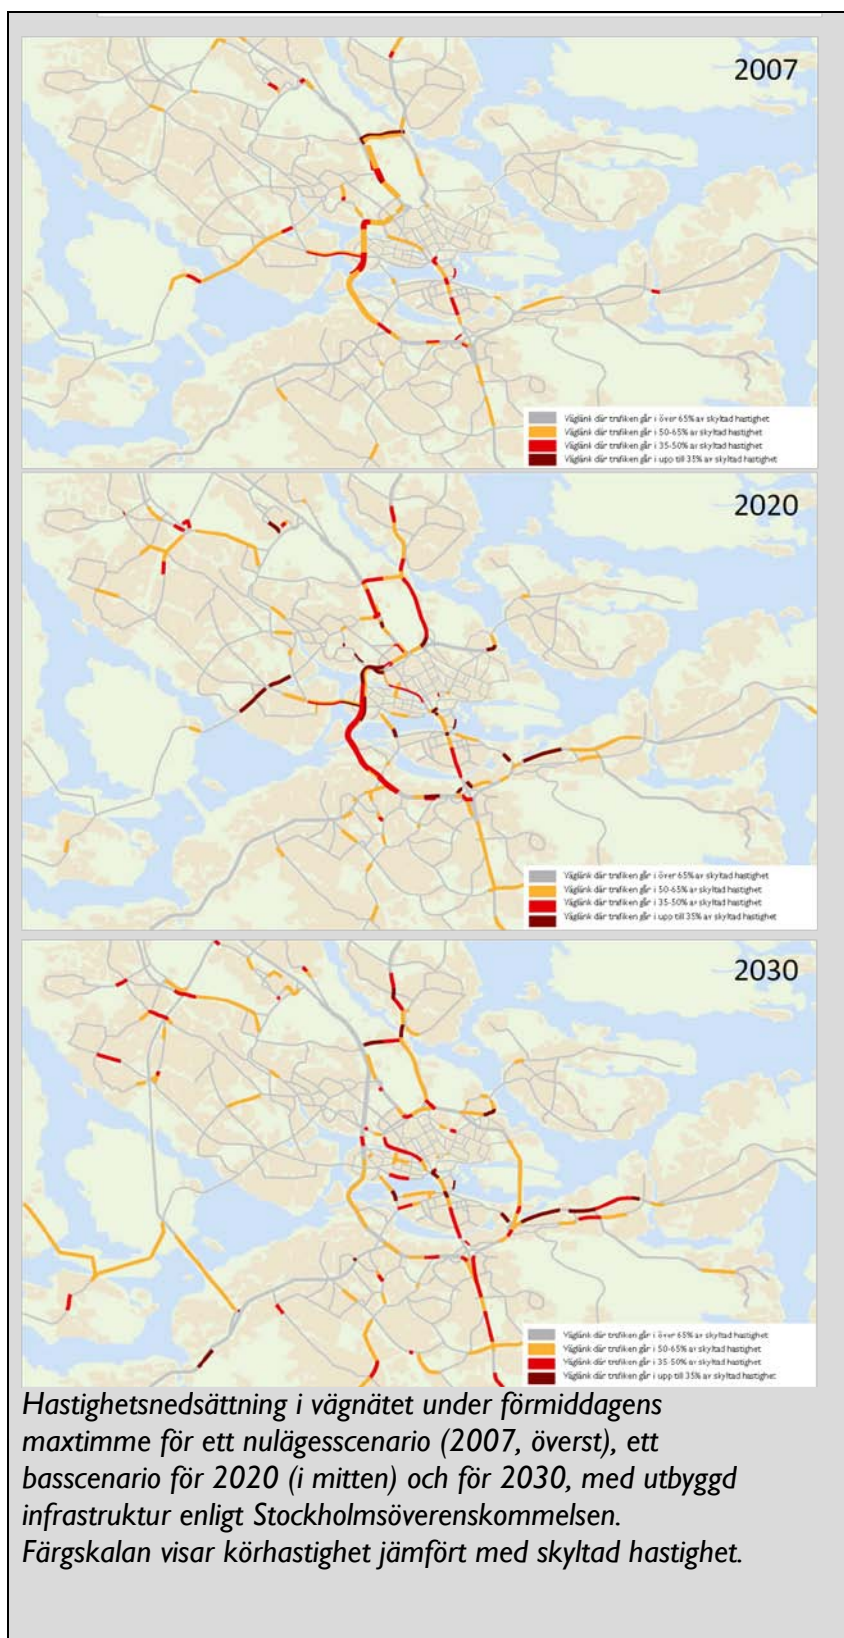 2007
Väglänk där trafiken går i över 65% av skyltad hastighet
Väglänk där trafiken går i 50-65% av skyltad hastighet
Väglänk där trafiken går i 35-50% av skyltad hastighet
Väglänk där trafiken går i upp till 35% av skyltad hastighet
2020
Väglänk där trafiken går i över 65% av skyltad hastighet
Väglänk där trafiken går i 50-65% av skyltad hastighet
Väglänk där trafiken går i 35-50% av skyltad hastighet
Väglänk där trafiken går i upp till 35% av skyltad hastighet
2030
Väglänk där trafiken går i över 65% av skyltad hastighet
Väglänk där trafiken går i 50-65% av skyltad hastighet
Väglänk där trafiken går i 35-50% av skyltad hastighet
Väglänk där trafiken går i upp till 35% av skyltad hastighet
Hastighetsnedsättning i vägnätet under förmiddagens
maxtimme för ett nulägesscenario (2007, överst), ett
basscenario för 2020 (i mitten) och för 2030, med utbyggd
infrastruktur enligt Stockholmsöverenskommelsen.
Färgskalan visar körhastighet jämfört med skyltad hastighet.